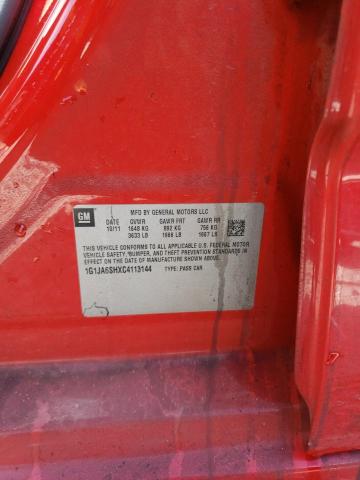 GM
MFD BY GENERAL MOTORS LLC
DATE GVWR GAWR FRT GAWR RR
10/11 1648 KG 892 KG 756 KG
3633 LB 1966 LB 1667 LB
THIS VEHICLE CONFORMS TO ALL APPLICABLE U.S. FEDERAL MOTOR
VEHICLE SAFETY, BUMPER, AND THEFT PREVENTION STANDARDS IN
EFFECT ON THE DATE OF MANUFACTURE SHOWN ABOVE.
1G1JA6SHXC4113144 TYPE: PASS CAR